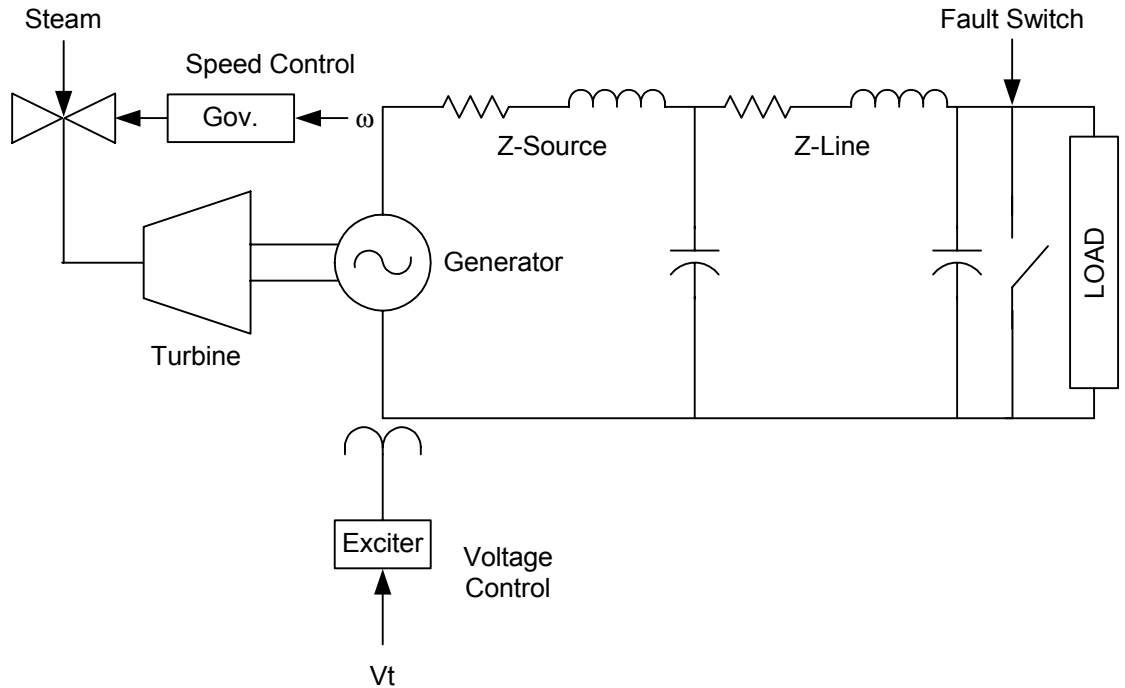 Steam
Fault Switch
Speed Control
Gov.
ω
Z-Source
Z-Line
Generator
LOAD
Turbine
Exciter
Voltage
Control
Vt